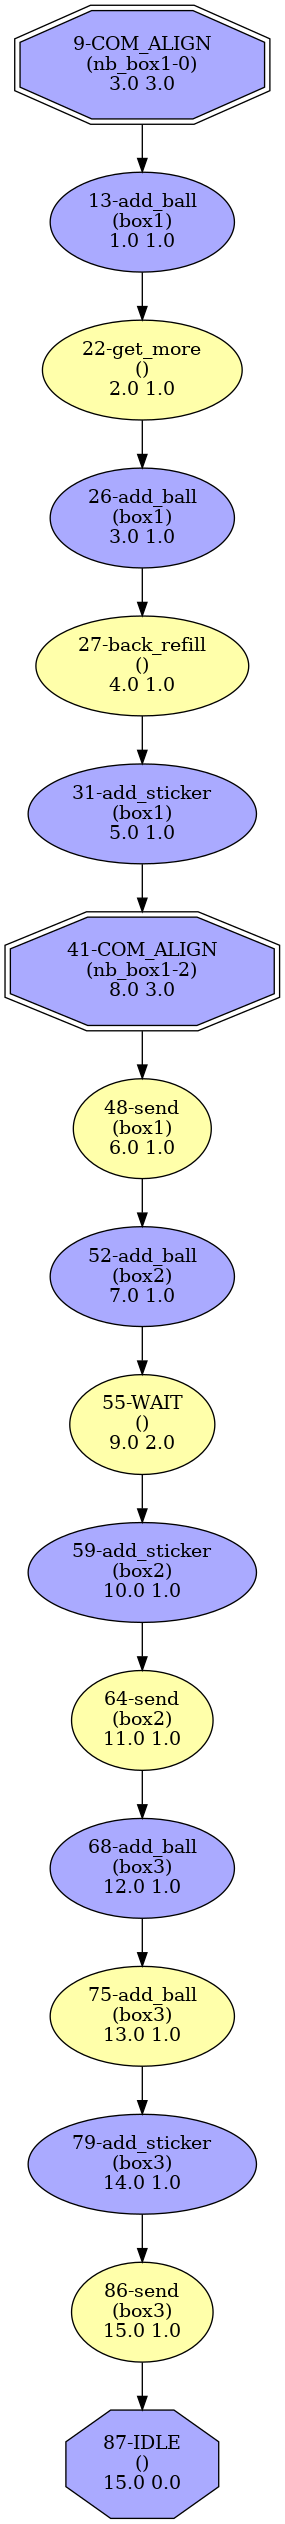 9-COM_ALIGN
(nb_box1-0)
3.0 3.0
13-add_ball
(box1)
1.0 1.0
22-get_more
()
2.0 1.0
26-add_ball
(box1)
3.0 1.0
27-back_refill
()
4.0 1.0
31-add_sticker
(box1)
5.0 1.0
41-COM_ALIGN
(nb_box1-2)
8.0 3.0
48-send
(box1)
6.0 1.0
52-add_ball
(box2)
7.0 1.0
55-WAIT
()
9.0 2.0
59-add_sticker
(box2)
10.0 1.0
64-send
(box2)
11.0 1.0
68-add_ball
(box3)
12.0 1.0
75-add_ball
(box3)
13.0 1.0
79-add_sticker
(box3)
14.0 1.0
86-send
(box3)
15.0 1.0
87-IDLE
()
15.0 0.0